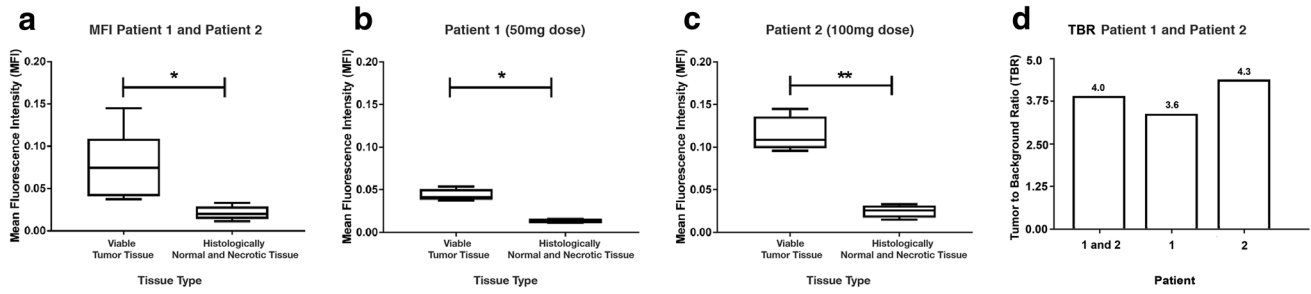 a
MFI Patient 1 and Patient 2
Mean Fluorescence Intensity (MFI)
0.20
0.15
0.10
0.05
0.00
*
Viable
Tumor Tissue
Histologically
Normal and Necrotic Tissue
Tissue Type
b
Patient 1 (50mg dose)
Mean Fluorescence Intensity (MFI)
0.20
0.15
0.10
0.05
0.00
*
Viable
Tumor Tissue
Histologically
Normal and Necrotic Tissue
Tissue Type
c
Patient 2 (100mg dose)
Mean Fluorescence Intensity (MFI)
0.20
0.15
0.10
0.05
0.00
**
Viable
Tumor Tissue
Histologically
Normal and Necrotic Tissue
Tissue Type
d
TBR Patient 1 and Patient 2
Tumor to Background Ratio (TBR)
5.0
3.75
2.50
1.25
0.00
4.0
3.6
4.3
1 and 2
1
2
Patient